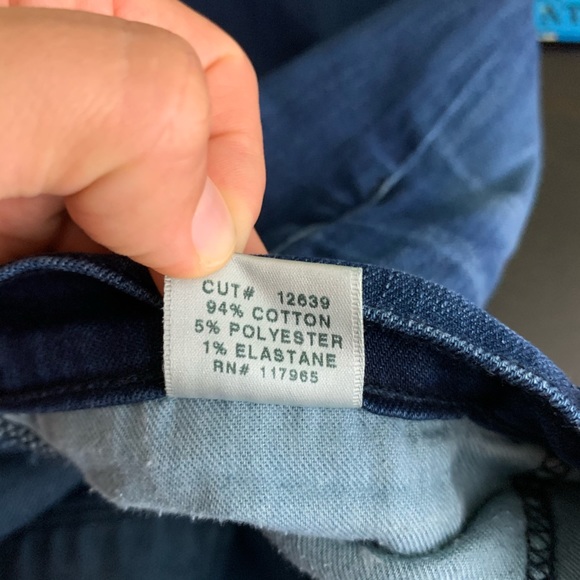 CUT# 12639
94% COTTON
5% POLYESTER
1% ELASTANE
RN# 117965